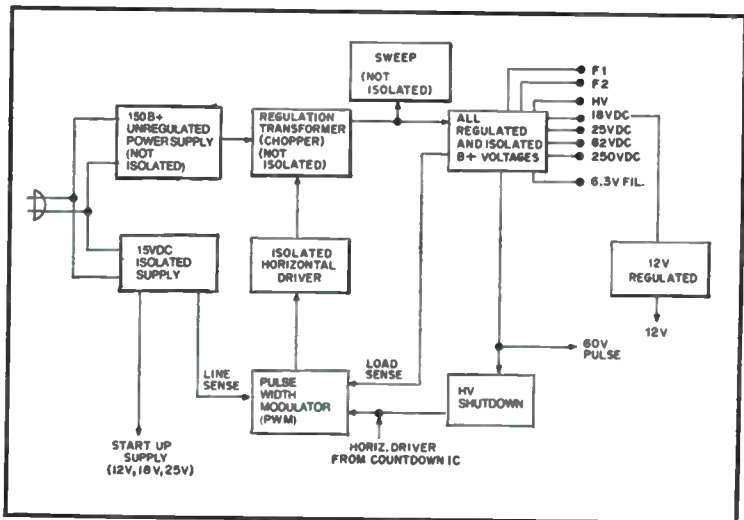 SWEEP
(NOT
ISOLATED)
F1
F2
HV
18VDC
25VDC
82VDC
250VDC
6.3V FIL.
150B+
UNREGULATED
POWER SUPPLY
(NOT
ISOLATED)
REGULATION
TRANSFORMER
(CHOPPER)
(NOT
ISOLATED)
ALL
REGULATED
AND ISOLATED
B+ VOLTAGES
15VDC
ISOLATED
SUPPLY
ISOLATED
HORIZONTAL
DRIVER
12V
REGULATED
12V
60V
PULSE
LINE
SENSE
LOAD
SENSE
PULSE
WIDTH
MODULATOR
(PWM)
HV
SHUTDOWN
START UP
SUPPLY
(12V, 18V, 25V)
HORIZ. DRIVER
FROM COUNTDOWN IC